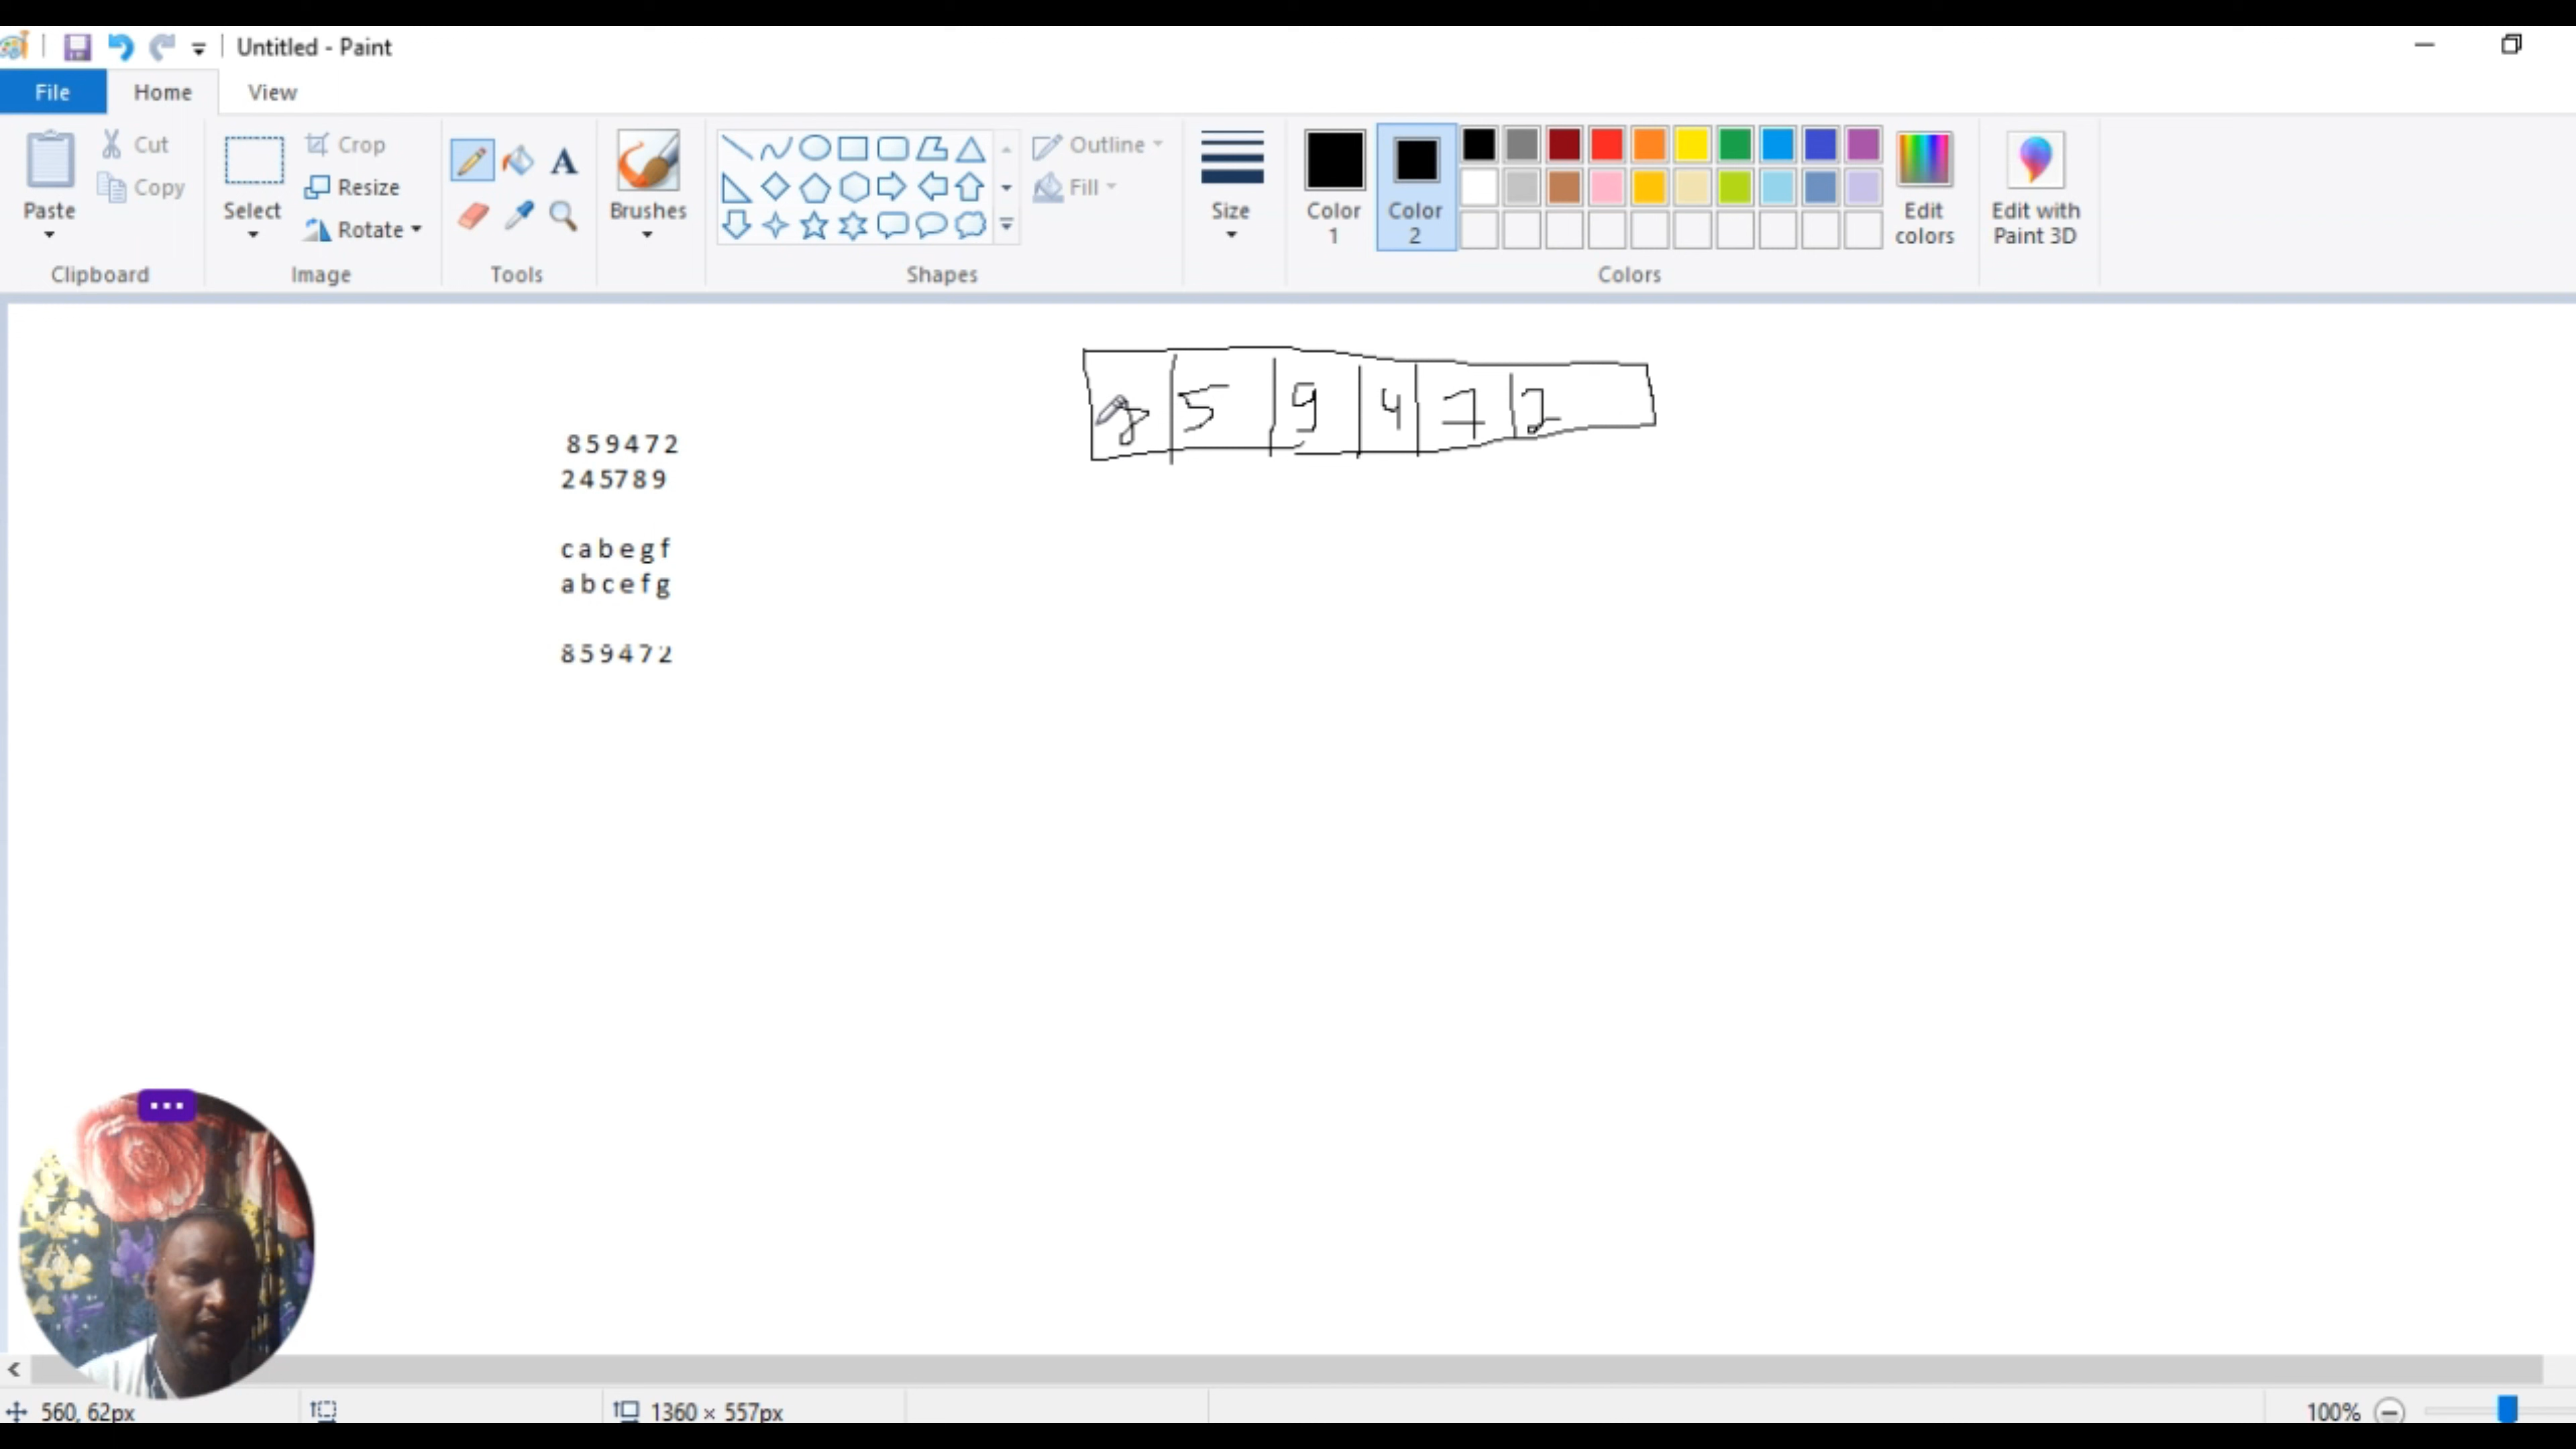 Untitled - Paint
File Home View
Paste Cut Copy Clipboard
Select Crop Resize Rotate Image
A Tools
Brushes
Outline Fill Shapes
Size
Color 1 Color 2 Edit colors Colors
Edit with Paint 3D
8 5 9 4 7 2
8 5 9 4 7 2
2 4 5 7 8 9
c a b e g f
a b c e f g
8 5 9 4 7 2
560, 62px 1360 × 557px 100%